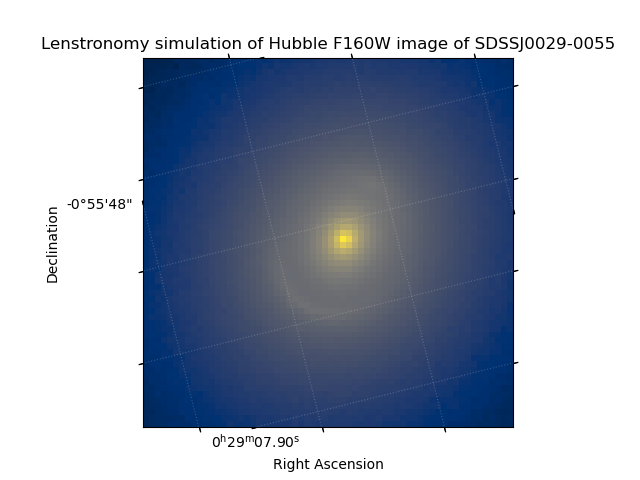 Lenstronomy simulation of Hubble F160W image of SDSSJ0029-0055
-0°55'48"
Declination
0ʰ29ᵐ07.90ˢ
Right Ascension